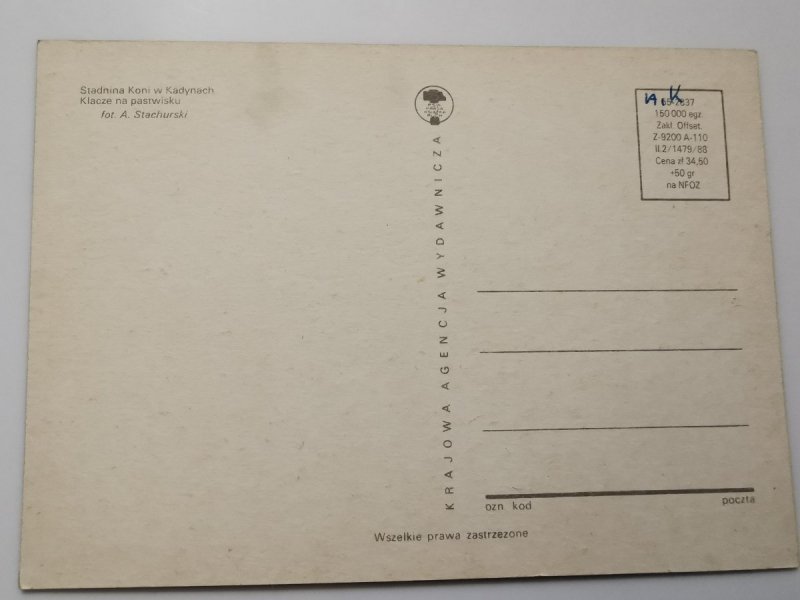 Stadnina Koni w Kadynach
Klacze na pastwisku
fot. A. Stachurski
KRAJOWA AGENCJA WYDAWNICZA
n.K
2837
150 000 egz
Zakł. Offset.
Z-9200 A-110
II.2/1479/88
Cena zł 34,60
+50 gr
na NFOZ
ozn. kod
poczta
Wszelkie prawa zastrzeżone